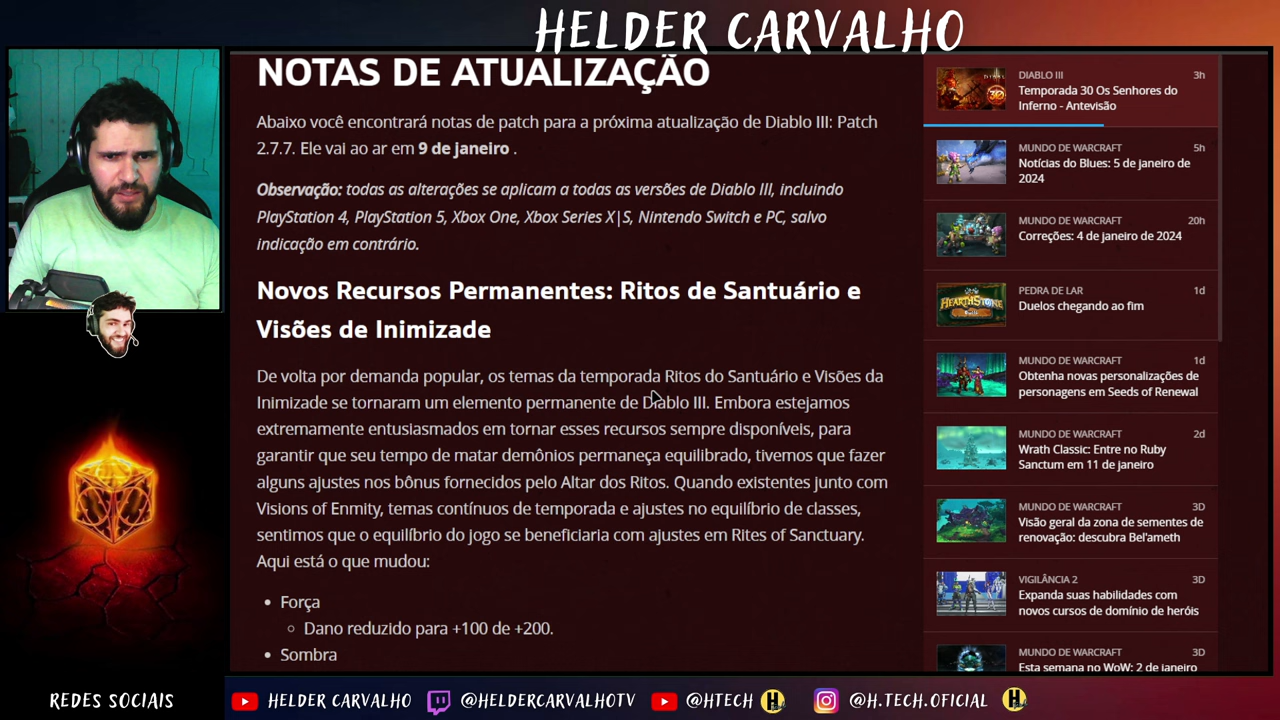 HELDER CARVALHO
NOTAS DE ATUALIZAÇÃO
Abaixo você encontrará notas de patch para a próxima atualização de Diablo III: Patch
2.7.7. Ele vai ao ar em 9 de janeiro .
Observação: todas as alterações se aplicam a todas as versões de Diablo III, incluindo
PlayStation 4, PlayStation 5, Xbox One, Xbox Series X|S, Nintendo Switch e PC, salvo
indicação em contrário.
Novos Recursos Permanentes: Ritos de Santuário e
Visões de Inimizade
De volta por demanda popular, os temas da temporada Ritos do Santuário e Visões da
Inimizade se tornaram um elemento permanente de Diablo III. Embora estejamos
extremamente entusiasmados em tornar esses recursos sempre disponíveis, para
garantir que seu tempo de matar demônios permaneça equilibrado, tivemos que fazer
alguns ajustes nos bônus fornecidos pelo Altar dos Ritos. Quando existentes junto com
Visions of Enmity, temas contínuos de temporada e ajustes no equilíbrio de classes,
sentimos que o equilíbrio do jogo se beneficiaria com ajustes em Rites of Sanctuary.
Aqui está o que mudou:
• Força
○ Dano reduzido para +100 de +200.
• Sombra
DIABLO III 3h
Temporada 30 Os Senhores do
Inferno - Antevisão
MUNDO DE WARCRAFT 5h
Notícias do Blues: 5 de janeiro de
2024
MUNDO DE WARCRAFT 20h
Correções: 4 de janeiro de 2024
PEDRA DE LAR 1d
HEARTHSTONE
Duelos chegando ao fim
MUNDO DE WARCRAFT 1d
Obtenha novas personalizações de
personagens em Seeds of Renewal
MUNDO DE WARCRAFT 2d
Wrath Classic: Entre no Ruby
Sanctum em 11 de janeiro
MUNDO DE WARCRAFT 3D
Visão geral da zona de sementes de
renovação: descubra Bel'ameth
VIGILÂNCIA 2 3D
Expanda suas habilidades com
novos cursos de domínio de heróis
MUNDO DE WARCRAFT 3D
Esta semana no WoW: 2 de janeiro
REDES SOCIAIS HELDER CARVALHO @HELDERCARVALHOTV @HTECH @H.TECH.OFICIAL